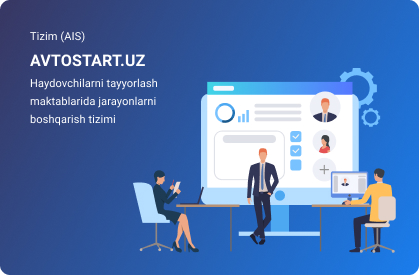 Tizim (AIS)
AVTOSTART.UZ
Haydovchilarni tayyorlash
maktablarida jarayonlarni
boshqarish tizimi